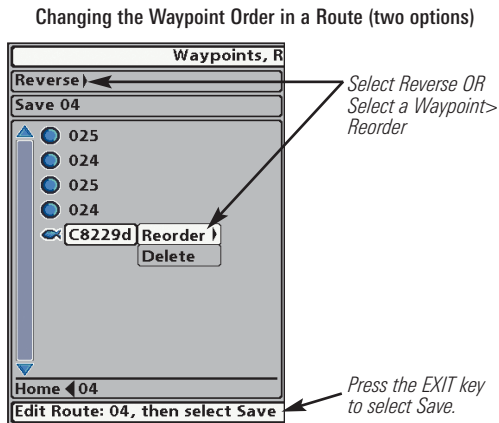 Changing the Waypoint Order in a Route (two options)
Waypoints, R
Reverse
Save 04
025
024
025
024
C8229d Reorder
Delete
Home 04
Edit Route: 04, then select Save
Select Reverse OR
Select a Waypoint>
Reorder
Press the EXIT key
to select Save.